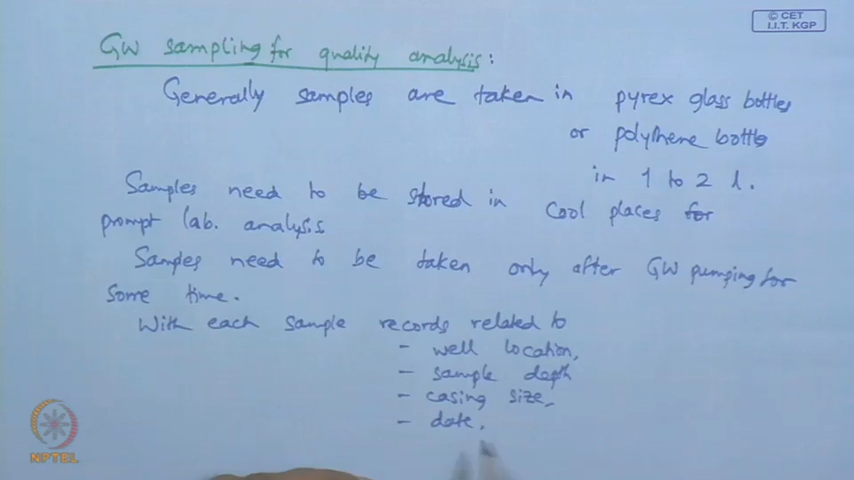 © CET
I.I.T. KGP
GW sampling for quality analysis:
Generally samples are taken in pyrex glass bottles
or polythene bottles
in 1 to 2 l.
Samples need to be stored in cool places for
prompt lab. analysis
Samples need to be taken only after GW pumping for
some time.
With each sample records related to
- well location,
- sample depth
- casing size,
- date.
NPTEL